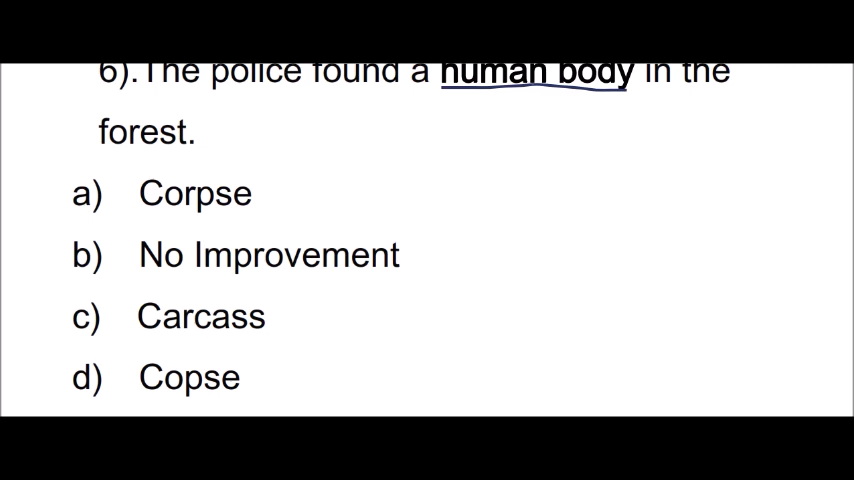 6).The police found a human body in the
forest.
a) Corpse
b) No Improvement
c) Carcass
d) Copse